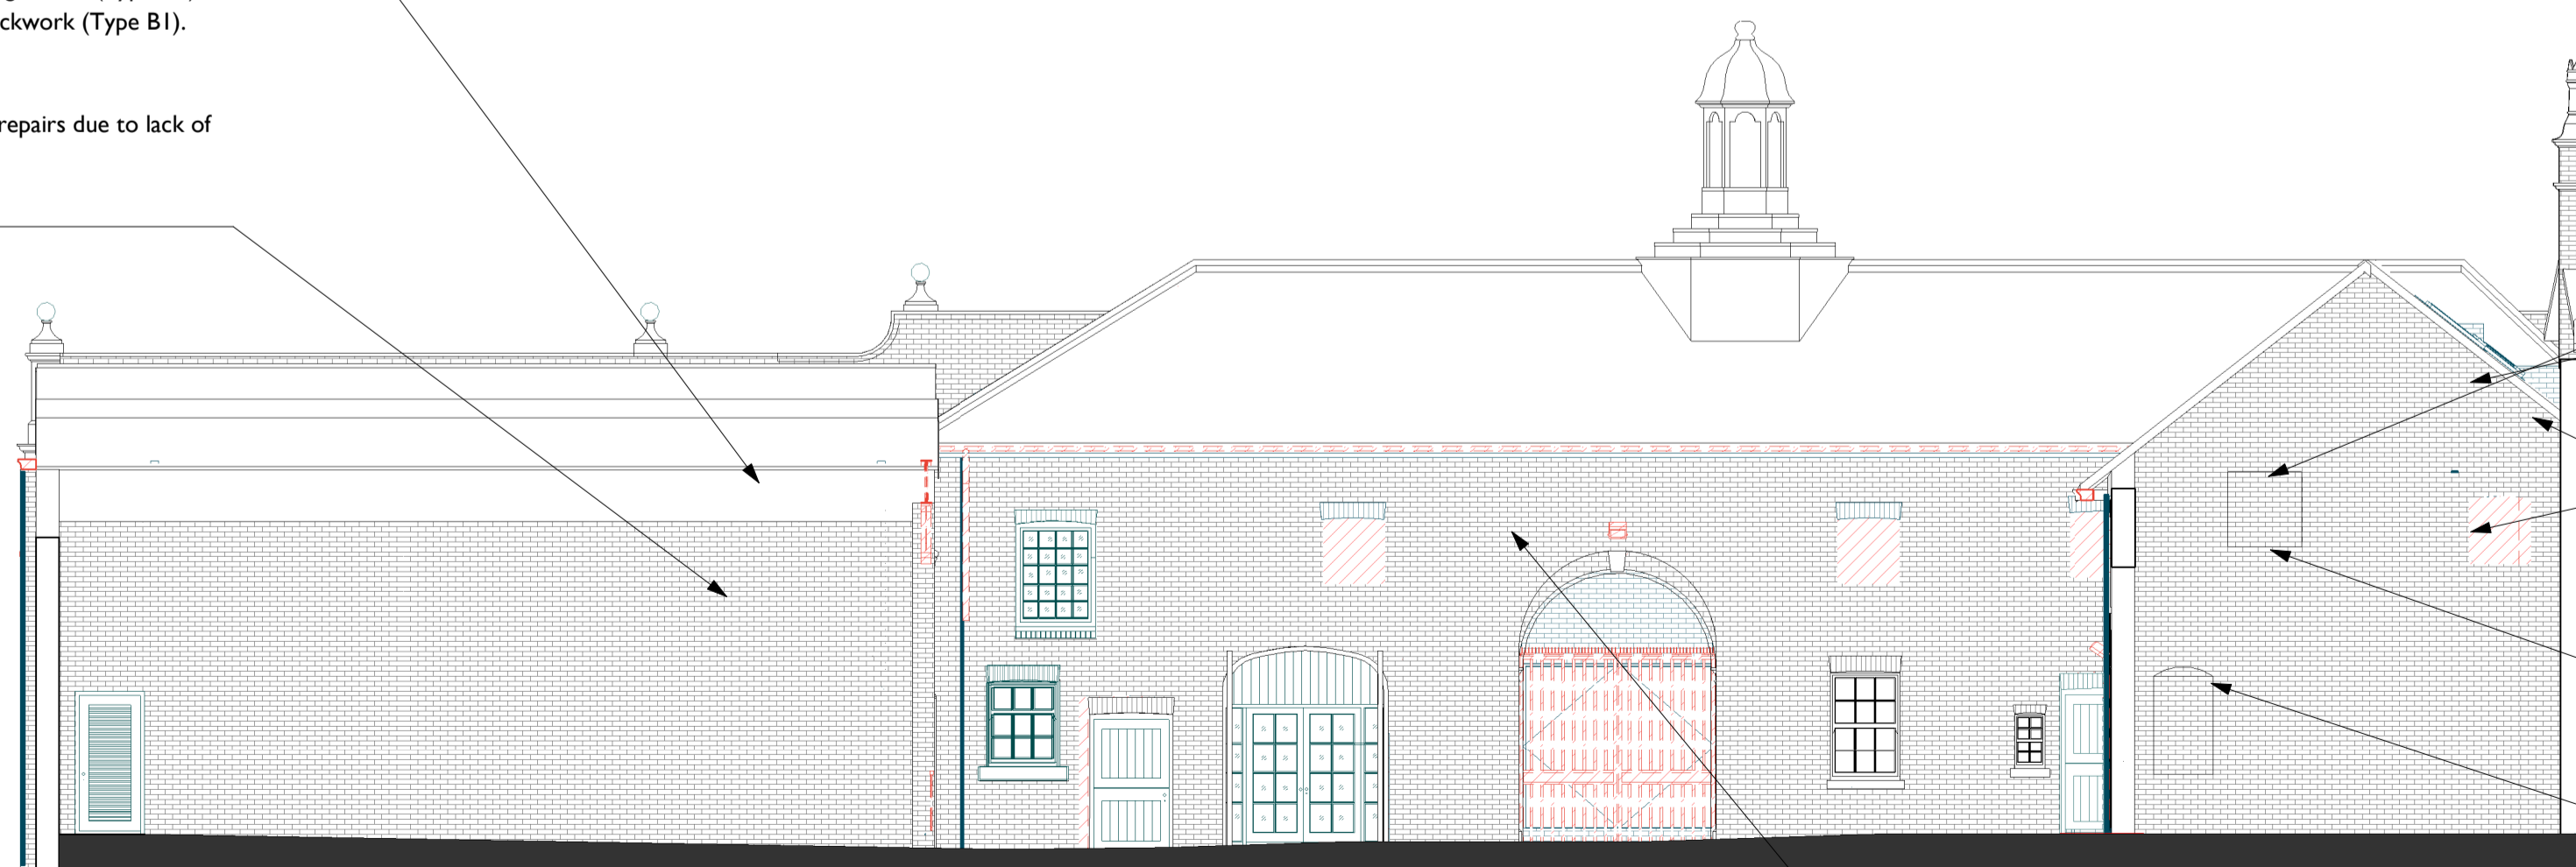 ckwork (Type B1).
repairs due to lack of